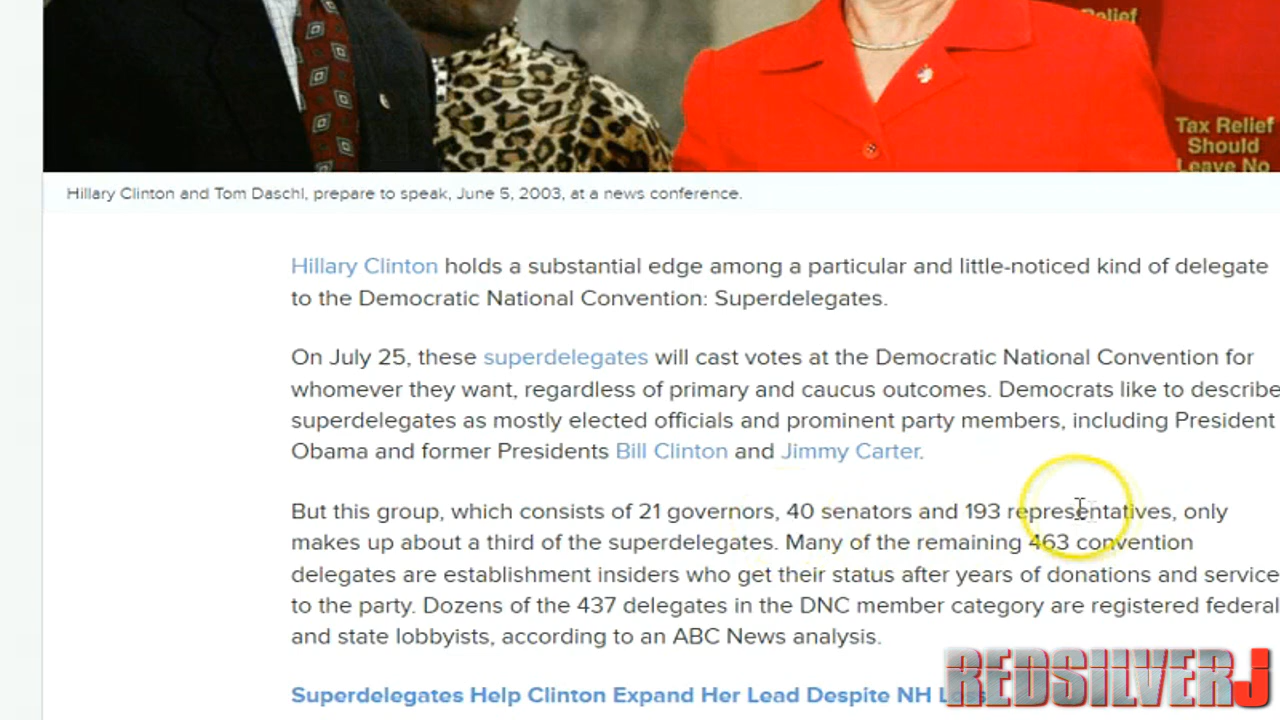 Relief
Tax Relief
Should
Leave No
Hillary Clinton and Tom Daschl, prepare to speak, June 5, 2003, at a news conference.
Hillary Clinton holds a substantial edge among a particular and little-noticed kind of delegate
to the Democratic National Convention: Superdelegates.
On July 25, these superdelegates will cast votes at the Democratic National Convention for
whomever they want, regardless of primary and caucus outcomes. Democrats like to describe
superdelegates as mostly elected officials and prominent party members, including President
Obama and former Presidents Bill Clinton and Jimmy Carter.
But this group, which consists of 21 governors, 40 senators and 193 representatives, only
makes up about a third of the superdelegates. Many of the remaining 463 convention
delegates are establishment insiders who get their status after years of donations and service
to the party. Dozens of the 437 delegates in the DNC member category are registered federal
and state lobbyists, according to an ABC News analysis.
Superdelegates Help Clinton Expand Her Lead Despite NH Loss
REDSILVERJ